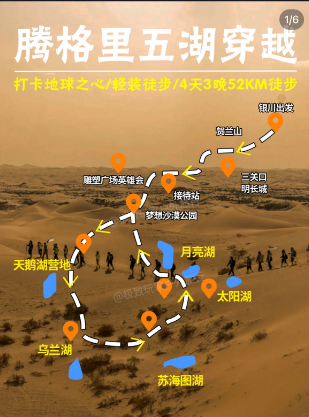 1/6
腾格里五湖穿越
打卡地球之心/轻装徒步/4天3晚52KM徒步
银川出发
贺兰山
三关口
明长城
雕塑广场英雄会
接待站
梦想沙漠公园
月亮湖
天鹅湖营地
太阳湖
乌兰湖
苏海图湖